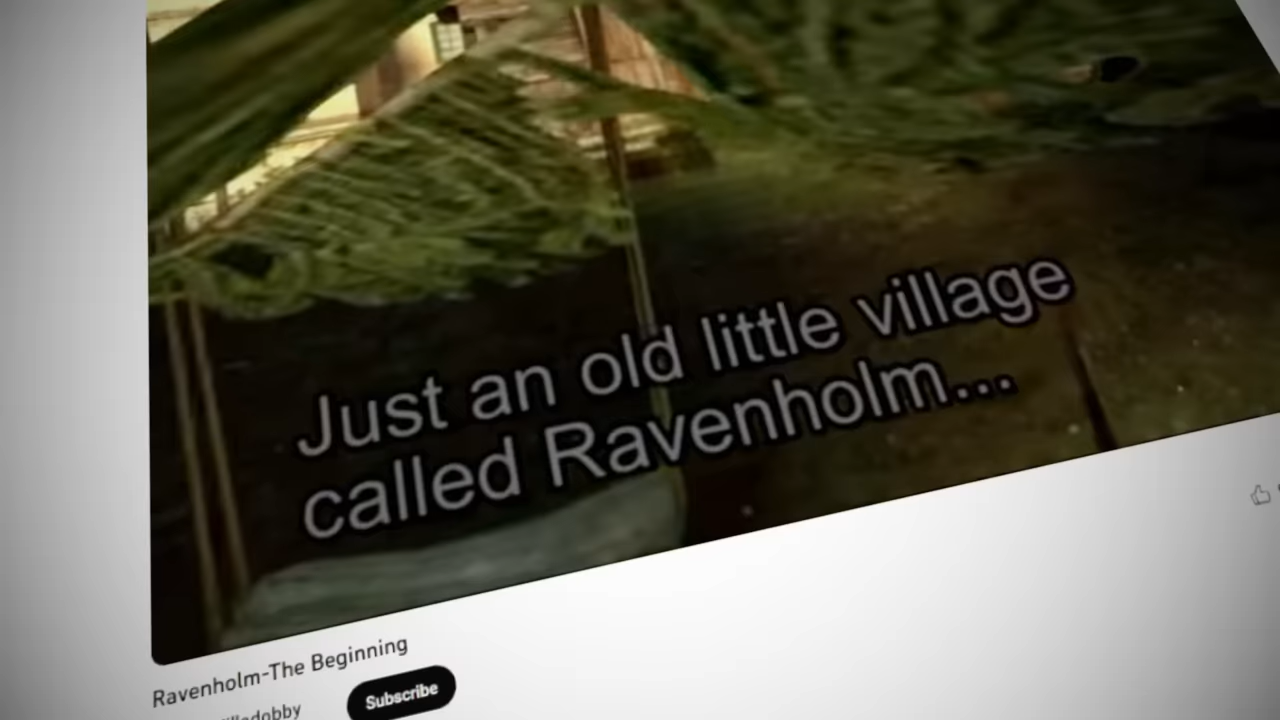 Just an old little village
called Ravenholm...
Ravenholm-The Beginning
Subscribe